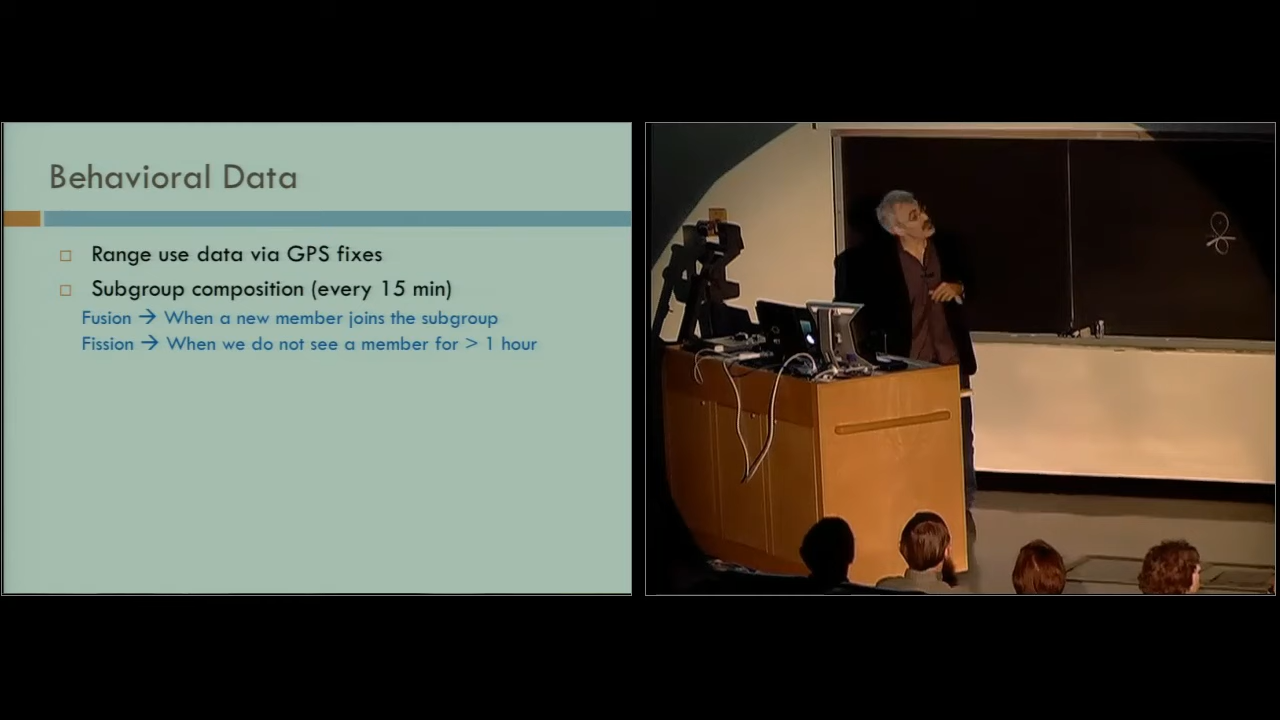 Behavioral Data
□ Range use data via GPS fixes
□ Subgroup composition (every 15 min)
Fusion → When a new member joins the subgroup
Fission → When we do not see a member for > 1 hour